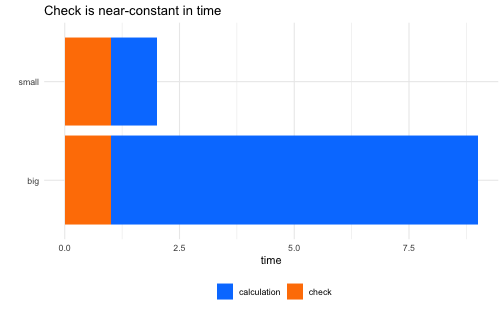 Check is near-constant in time
small
big
0.0 2.5 5.0 7.5
time
calculation check